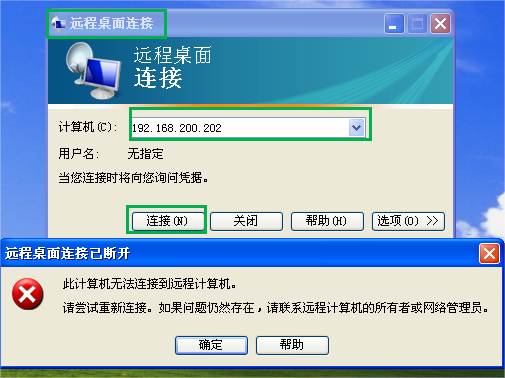 远程桌面连接
远程桌面
连接
计算机(C):
192.168.200.202
用户名:
无指定
当您连接时将向您询问凭据。
连接(N)
关闭
帮助(H)
选项(O) >>
远程桌面连接已断开
此计算机无法连接到远程计算机。
请尝试重新连接。如果问题仍然存在，请联系远程计算机的所有者或网络管理员。
确定
帮助